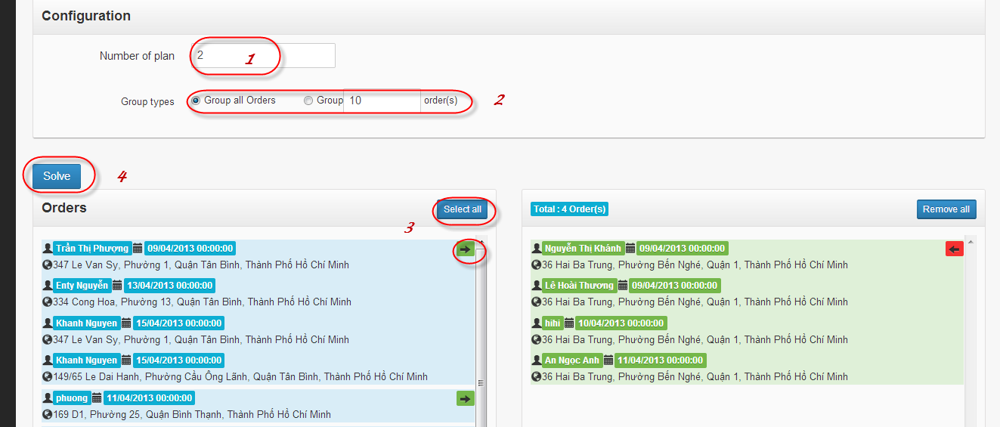 Configuration
Number of plan 2 1
Group types Group all Orders Group 10 order(s) 2
Solve 4
Orders Select all
3
Trần Thị Phượng 09/04/2013 00:00:00
347 Le Van Sy, Phường 1, Quận Tân Bình, Thành Phố Hồ Chí Minh
Enty Nguyễn 13/04/2013 00:00:00
334 Cong Hoa, Phường 13, Quận Tân Bình, Thành Phố Hồ Chí Minh
Khanh Nguyen 15/04/2013 00:00:00
347 Le Van Sy, Phường 1, Quận Tân Bình, Thành Phố Hồ Chí Minh
Khanh Nguyen 15/04/2013 00:00:00
149/65 Le Dai Hanh, Phường Cầu Ông Lãnh, Quận Tân Bình, Thành Phố Hồ Chí Minh
phuong 11/04/2013 00:00:00
169 D1, Phường 25, Quận Bình Thạnh, Thành Phố Hồ Chí Minh
Total : 4 Order(s) Remove all
Nguyễn Thị Khánh 09/04/2013 00:00:00
36 Hai Ba Trung, Phường Bến Nghé, Quận 1, Thành Phố Hồ Chí Minh
Lê Hoài Thương 09/04/2013 00:00:00
36 Hai Ba Trung, Phường Bến Nghé, Quận 1, Thành Phố Hồ Chí Minh
hihi 10/04/2013 00:00:00
36 Hai Ba Trung, Phường Bến Nghé, Quận 1, Thành Phố Hồ Chí Minh
An Ngọc Anh 11/04/2013 00:00:00
36 Hai Ba Trung, Phường Bến Nghé, Quận 1, Thành Phố Hồ Chí Minh